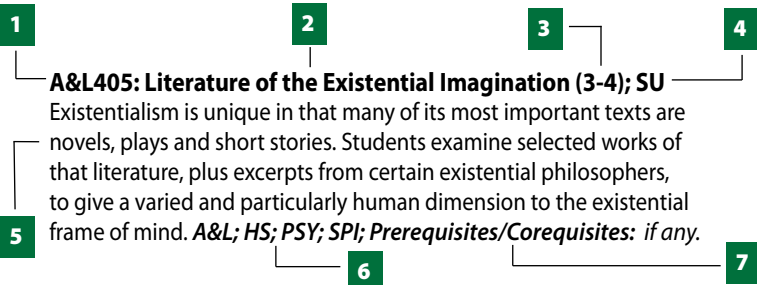 1 2 3 4
A&L405: Literature of the Existential Imagination (3-4); SU
Existentialism is unique in that many of its most important texts are
novels, plays and short stories. Students examine selected works of
that literature, plus excerpts from certain existential philosophers,
to give a varied and particularly human dimension to the existential
5 frame of mind. A&L; HS; PSY; SPI; Prerequisites/Corequisites: if any.
6 7